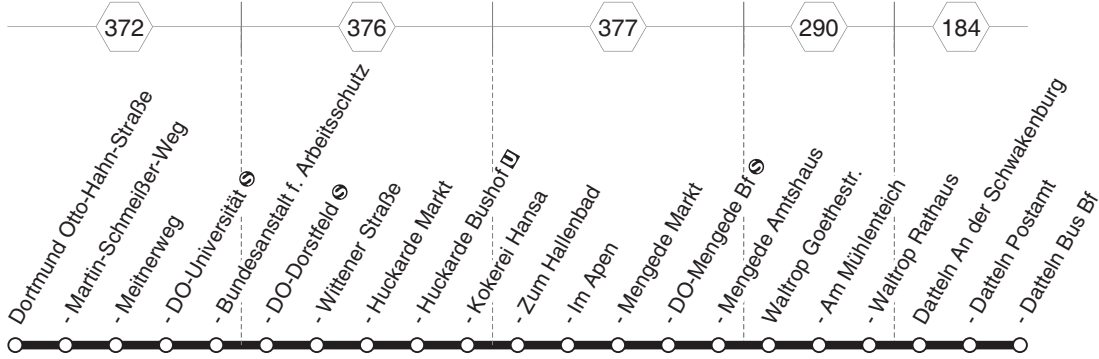 372
376
377
290
184
Dortmund Otto-Hahn-Straße
- Martin-Schmeißer-Weg
- Meitnerweg
- DO-Universität S
- Bundesanstalt f. Arbeitsschutz
- DO-Dorstfeld S
- Wittener Straße
- Huckarde Markt
- Huckarde Bushof U
- Kokerei Hansa
- Zum Hallenbad
- Im Apen
- Mengede Markt
- DO-Mengede Bf S
- Mengede Amtshaus
Waltrop Goethestr.
- Am Mühlenteich
- Waltrop Rathaus
Datteln An der Schwakenburg
- Datteln Postamt
- Datteln Bus Bf